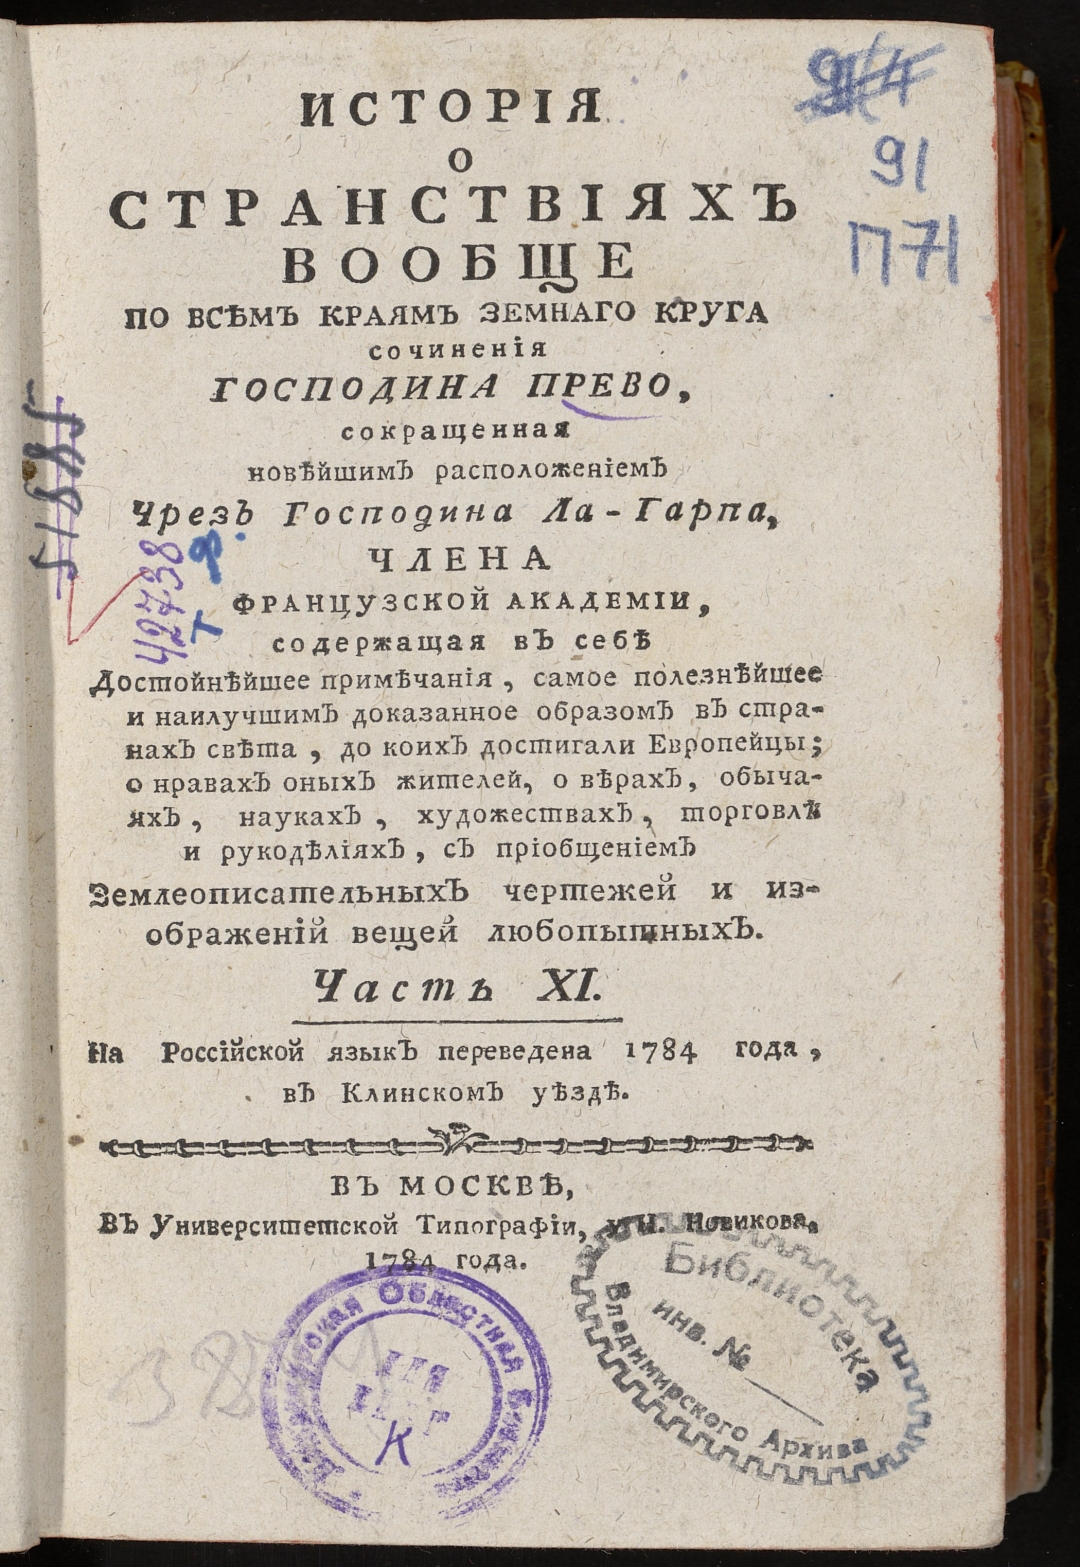 ИСТОРІЯ
О
СТРАНСТВІЯХЪ
ВООБЩЕ
ПО ВСѢМЪ КРАЯМЪ ЗЕМНАГО КРУГА
сочиненія
ГОСПОДИНА ПРЕВО,
сокращенная
новѣйшимЪ расположеніемЪ
ЧрезЪ Господина Ла-Гарпа,
ЧЛЕНА
ФРАНЦУЗСКОЙ АКАДЕМІИ,
содержащая вЪ себѣ
Достойнѣйшее примѣчанія, самое полезнѣйшее
и наилучшимЪ доказанное образомЪ вЪ стра-
нахЪ свѣта, до коихЪ достигали Европейцы;
о нравахЪ оныхЪ жителей, о вѣрахЪ, обыча-
яхЪ, наукахЪ, художествахЪ, торговлѣ
и рукодѣліяхЪ, сЪ пріобщеніемЪ
ЗемлеописательныхЪ чертежей и из-
ображеній вещей любопытныхЪ.
Часть XI.
На Россійской языкЪ переведена 1784 года,
вЪ КлинскомЪ уѣздѣ.
ВЪ МОСКВѢ,
ВЪ Университетской Типографіи, у Н. Новикова,
1784 года.
91
П71
42738
Областная
К
Библиотека
инв. №
Владимирского Архива